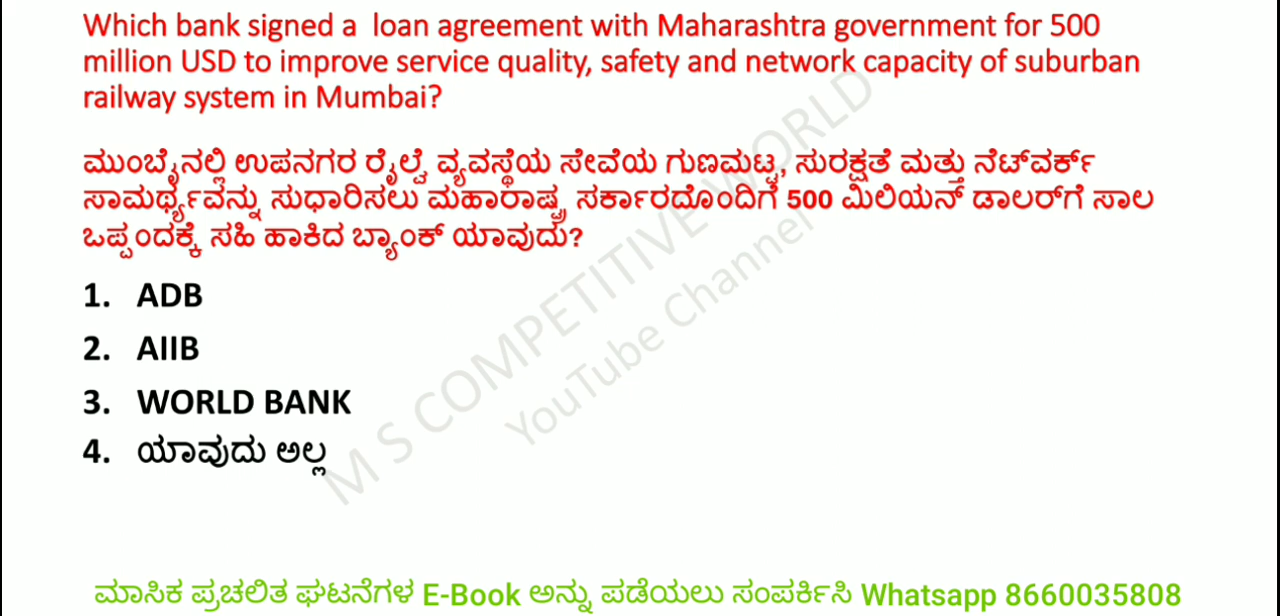 Which bank signed a loan agreement with Maharashtra government for 500
million USD to improve service quality, safety and network capacity of suburban
railway system in Mumbai?
ಮುಂಬೈನಲ್ಲಿ ಉಪನಗರ ರೈಲ್ವೆ ವ್ಯವಸ್ಥೆಯ ಸೇವೆಯ ಗುಣಮಟ್ಟ, ಸುರಕ್ಷತೆ ಮತ್ತು ನೆಟ್‌ವರ್ಕ್
ಸಾಮರ್ಥ್ಯವನ್ನು ಸುಧಾರಿಸಲು ಮಹಾರಾಷ್ಟ್ರ ಸರ್ಕಾರದೊಂದಿಗೆ 500 ಮಿಲಿಯನ್ ಡಾಲರ್‌ಗೆ ಸಾಲ
ಒಪ್ಪಂದಕ್ಕೆ ಸಹಿ ಹಾಕಿದ ಬ್ಯಾಂಕ್ ಯಾವುದು?
1. ADB
2. AIIB
3. WORLD BANK
4. ಯಾವುದು ಅಲ್ಲ
M S COMPETITIVE WORLD
YouTube Channel
ಮಾಸಿಕ ಪ್ರಚಲಿತ ಘಟನೆಗಳ E-Book ಅನ್ನು ಪಡೆಯಲು ಸಂಪರ್ಕಿಸಿ Whatsapp 8660035808